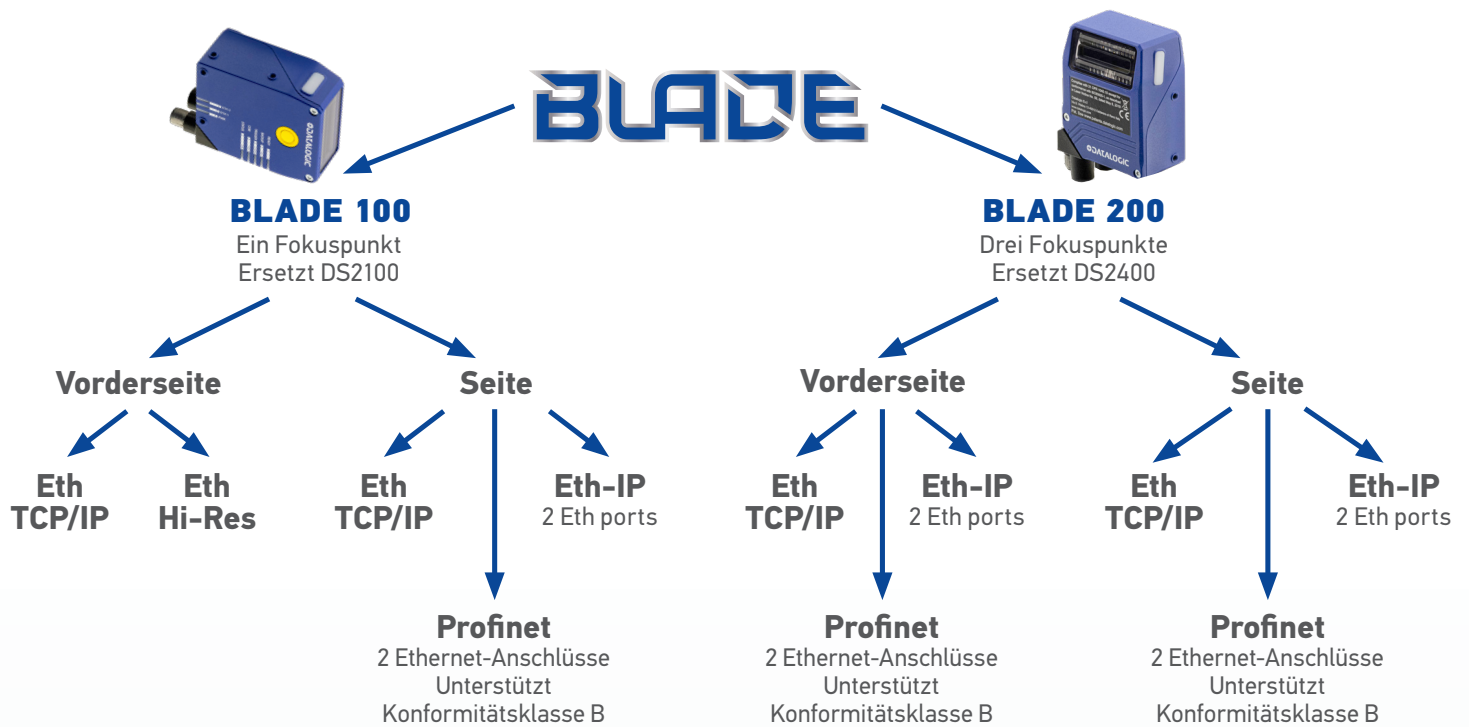 BLADE
DATALOGIC
DATALOGIC
BLADE 100
Ein Fokuspunkt
Ersetzt DS2100
BLADE 200
Drei Fokuspunkte
Ersetzt DS2400
Vorderseite
Seite
Vorderseite
Seite
Eth
TCP/IP
Eth
Hi-Res
Eth
TCP/IP
Eth-IP
2 Eth ports
Eth
TCP/IP
Eth-IP
2 Eth ports
Eth
TCP/IP
Eth-IP
2 Eth ports
Profinet
2 Ethernet-Anschlüsse
Unterstützt
Konformitätsklasse B
Profinet
2 Ethernet-Anschlüsse
Unterstützt
Konformitätsklasse B
Profinet
2 Ethernet-Anschlüsse
Unterstützt
Konformitätsklasse B